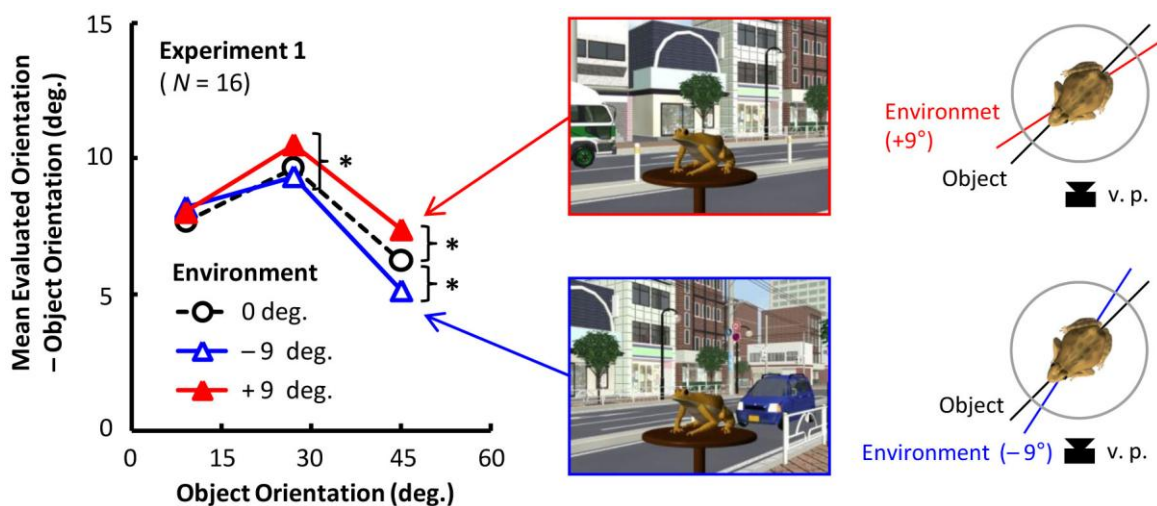 Mean Evaluated Orientation
– Object Orientation (deg.)
15
10
5
0
Experiment 1
( N = 16)
*
*
*
Environment
0 deg.
– 9 deg.
+ 9 deg.
0
15
30
45
60
Object Orientation (deg.)
Environmet
(+9°)
Object
v. p.
Object
Environment (– 9°)
v. p.